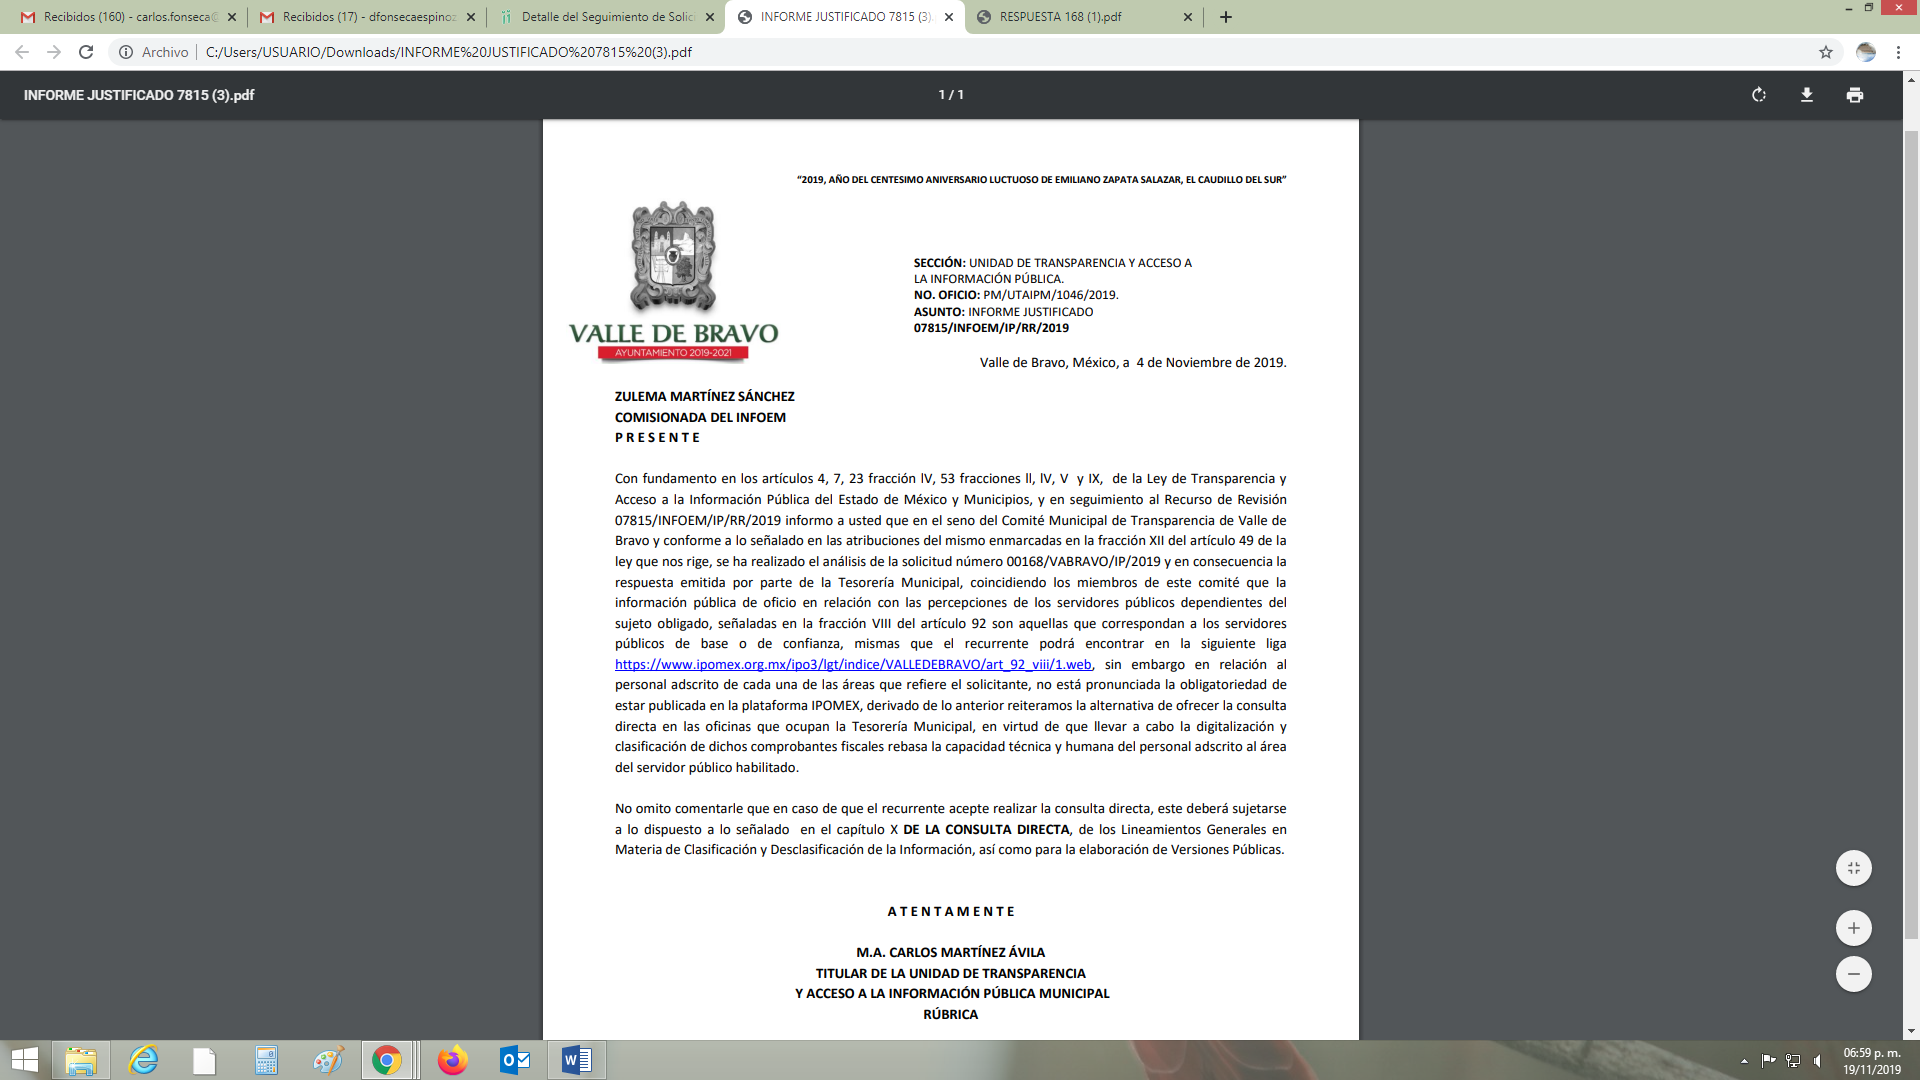 Recibidos (160) - carlos.fonseca@
Recibidos (17) - dfonsecaespinoz
Detalle del Seguimiento de Solici
INFORME JUSTIFICADO 7815 (3).
RESPUESTA 168 (1).pdf
Archivo
C:/Users/USUARIO/Downloads/INFORME%20JUSTIFICADO%207815%20(3).pdf
INFORME JUSTIFICADO 7815 (3).pdf
1 / 1
“2019, AÑO DEL CENTESIMO ANIVERSARIO LUCTUOSO DE EMILIANO ZAPATA SALAZAR, EL CAUDILLO DEL SUR”
VALLE DE BRAVO
AYUNTAMIENTO 2019-2021
SECCIÓN: UNIDAD DE TRANSPARENCIA Y ACCESO A
LA INFORMACIÓN PÚBLICA.
NO. OFICIO: PM/UTAIPM/1046/2019.
ASUNTO: INFORME JUSTIFICADO
07815/INFOEM/IP/RR/2019
Valle de Bravo, México, a  4 de Noviembre de 2019.
ZULEMA MARTÍNEZ SÁNCHEZ
COMISIONADA DEL INFOEM
P R E S E N T E
Con fundamento en los artículos 4, 7, 23 fracción lV, 53 fracciones ll, lV, V  y IX,  de la Ley de Transparencia y
Acceso a la Información Pública del Estado de México y Municipios, y en seguimiento al Recurso de Revisión
07815/INFOEM/IP/RR/2019 informo a usted que en el seno del Comité Municipal de Transparencia de Valle de
Bravo y conforme a lo señalado en las atribuciones del mismo enmarcadas en la fracción XII del artículo 49 de la
ley que nos rige, se ha realizado el análisis de la solicitud número 00168/VABRAVO/IP/2019 y en consecuencia la
respuesta emitida por parte de la Tesorería Municipal, coincidiendo los miembros de este comité que la
información pública de oficio en relación con las percepciones de los servidores públicos dependientes del
sujeto obligado, señaladas en la fracción VIII del artículo 92 son aquellas que correspondan a los servidores
públicos de base o de confianza, mismas que el recurrente podrá encontrar en la siguiente liga
https://www.ipomex.org.mx/ipo3/lgt/indice/VALLEDEBRAVO/art_92_viii/1.web, sin embargo en relación al
personal adscrito de cada una de las áreas que refiere el solicitante, no está pronunciada la obligatoriedad de
estar publicada en la plataforma IPOMEX, derivado de lo anterior reiteramos la alternativa de ofrecer la consulta
directa en las oficinas que ocupan la Tesorería Municipal, en virtud de que llevar a cabo la digitalización y
clasificación de dichos comprobantes fiscales rebasa la capacidad técnica y humana del personal adscrito al área
del servidor público habilitado.
No omito comentarle que en caso de que el recurrente acepte realizar la consulta directa, este deberá sujetarse
a lo dispuesto a lo señalado  en el capítulo X DE LA CONSULTA DIRECTA, de los Lineamientos Generales en
Materia de Clasificación y Desclasificación de la Información, así como para la elaboración de Versiones Públicas.
A T E N T A M E N T E
M.A. CARLOS MARTÍNEZ ÁVILA
TITULAR DE LA UNIDAD DE TRANSPARENCIA
Y ACCESO A LA INFORMACIÓN PÚBLICA MUNICIPAL
RÚBRICA
06:59 p. m.
19/11/2019